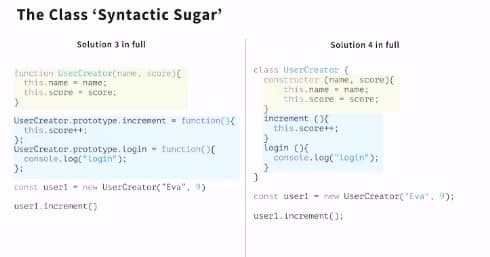 The Class ‘Syntactic Sugar’
Solution 3 in full
function UserCreator(name, score){
this.name = name;
this.score = score;
}
UserCreator.prototype.increment = function(){
this.score++;
};
UserCreator.prototype.login = function(){
console.log("login");
};
const user1 = new UserCreator("Eva", 9)
user1.increment()
Solution 4 in full
class UserCreator {
constructor (name, score){
this.name = name;
this.score = score;
}
increment (){
this.score++;
}
login (){
console.log("login");
}
}
const user1 = new UserCreator("Eva", 9);
user1.increment();